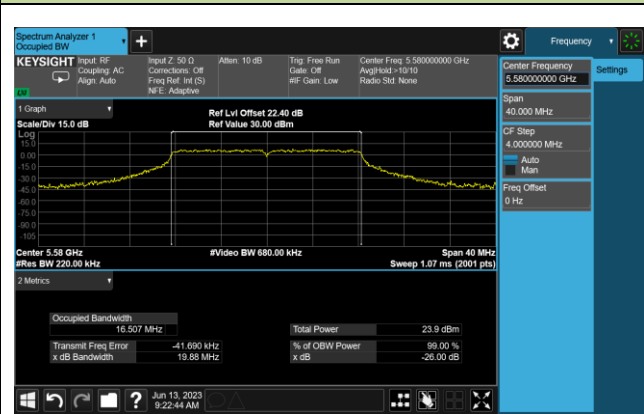 Spectrum Analyzer 1
Occupied BW
+
Frequency
KEYSIGHT
Input: RF
Coupling: AC
Align: Auto
Input Z: 50 Ω
Corrections: Off
Freq Ref: Int (S)
NFE: Adaptive
Atten: 10 dB
Trig: Free Run
Gate: Off
#IF Gain: Low
Center Freq: 5.580000000 GHz
Avg|Hold:>10/10
Radio Std: None
1 Graph
Scale/Div 15.0 dB
Ref Lvl Offset 22.40 dB
Ref Value 30.00 dBm
Log
15.0
0.00
-15.0
-30.0
-45.0
-60.0
-75.0
-90.0
-105
Center 5.58 GHz
#Video BW 680.00 kHz
Span 40 MHz
#Res BW 220.00 kHz
Sweep 1.07 ms (2001 pts)
2 Metrics
Occupied Bandwidth
16.507 MHz
Total Power 23.9 dBm
Transmit Freq Error -41.690 kHz
% of OBW Power 99.00 %
x dB Bandwidth 19.88 MHz
x dB -26.00 dB
Center Frequency
5.580000000 GHz
Settings
Span
40.000 MHz
CF Step
4.000000 MHz
Auto
Man
Freq Offset
0 Hz
?
Jun 13, 2023
9:22:44 AM